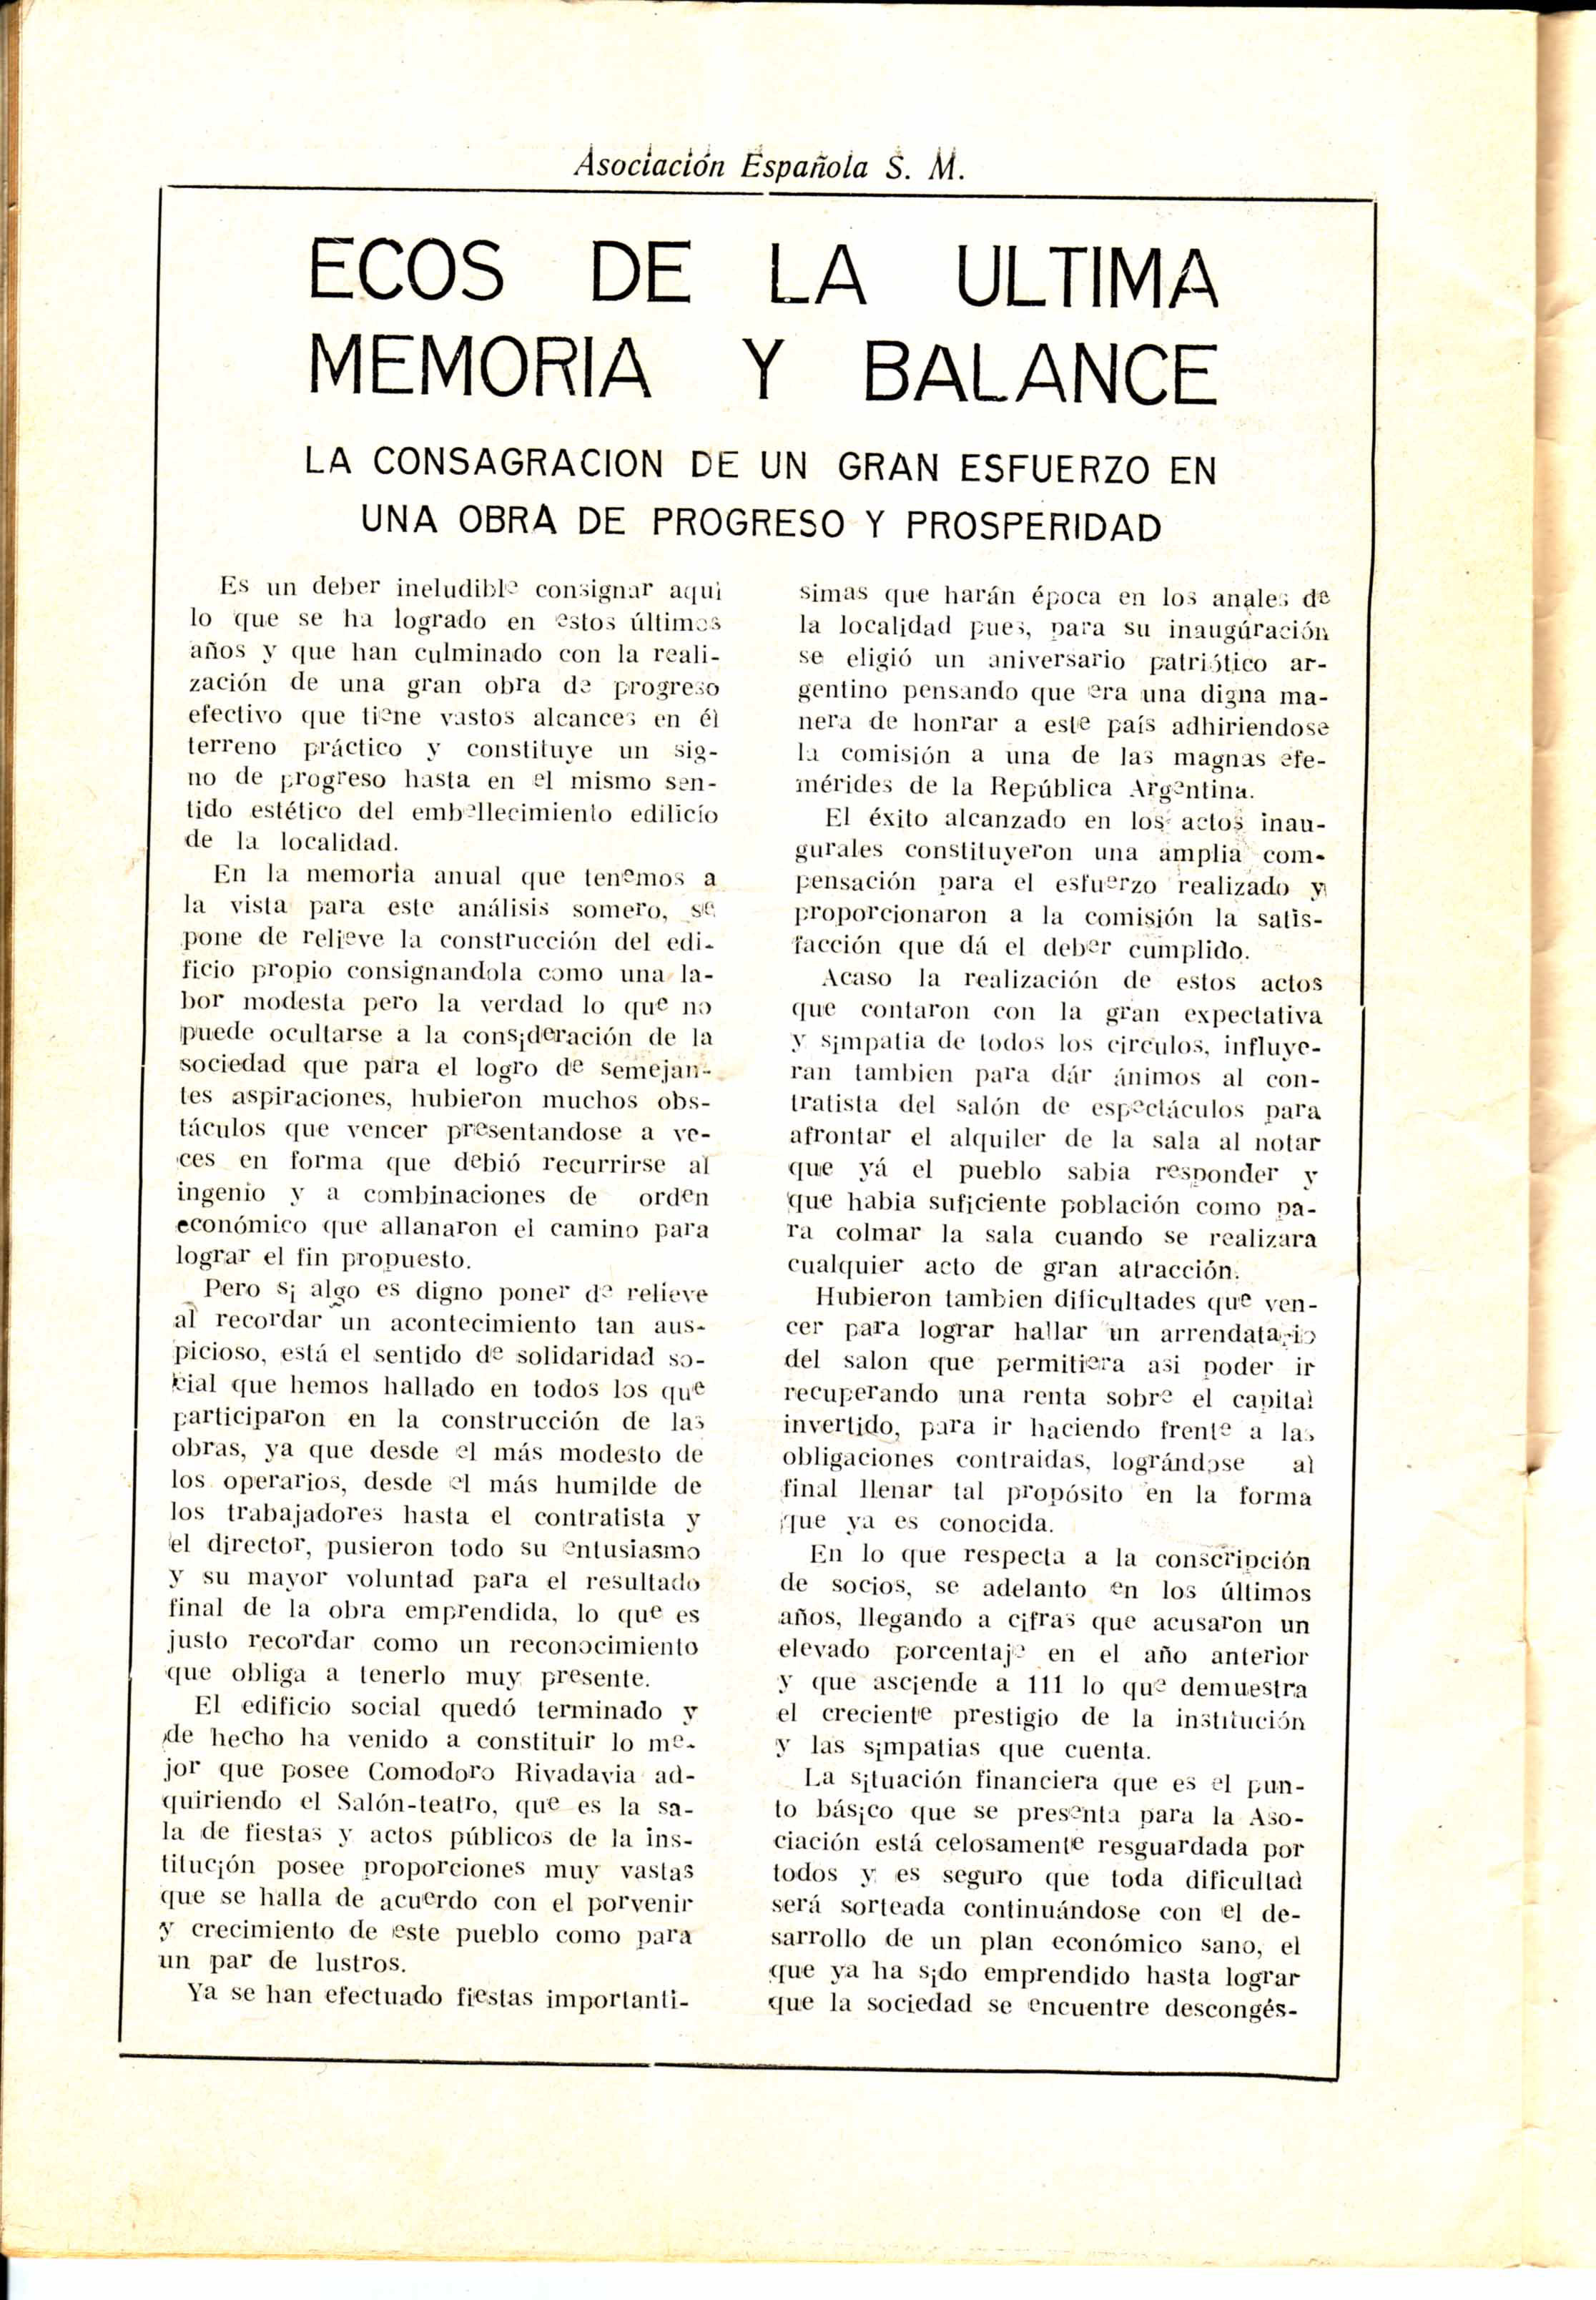 Asociación Española S. M.
ECOS DE LA ULTIMA
MEMORIA Y BALANCE
LA CONSAGRACION DE UN GRAN ESFUERZO EN
UNA OBRA DE PROGRESO Y PROSPERIDAD
Es un deber ineludible consignar aqui
lo que se ha logrado en estos últimos
años y que han culminado con la reali-
zación de una gran obra de progreso
efectivo que tiene vastos alcances en él
terreno práctico y constituye un sig-
no de progreso hasta en el mismo sen-
tido estético del embellecimiento edilicio
de la localidad.
En la memoria anual que tenemos a
la vista para este análisis somero, se
pone de relieve la construcción del edi-
ficio propio consignandola como una la-
bor modesta pero la verdad lo que no
puede ocultarse a la consideración de la
sociedad que para el logro de semejan-
tes aspiraciones, hubieron muchos obs-
táculos que vencer presentandose a ve-
ces en forma que debió recurrirse al
ingenio y a combinaciones de orden
económico que allanaron el camino para
lograr el fin propuesto.
Pero si algo es digno poner de relieve
al recordar un acontecimiento tan aus-
picioso, está el sentido de solidaridad so-
cial que hemos hallado en todos los que
participaron en la construcción de las
obras, ya que desde el más modesto de
los operarios, desde el más humilde de
los trabajadores hasta el contratista y
el director, pusieron todo su entusiasmo
y su mayor voluntad para el resultado
final de la obra emprendida, lo que es
justo recordar como un reconocimiento
que obliga a tenerlo muy presente.
El edificio social quedó terminado y
de hecho ha venido a constituir lo me-
jor que posee Comodoro Rivadavia ad-
quiriendo el Salón-teatro, que es la sa-
la de fiestas y actos públicos de la ins-
titución posee proporciones muy vastas
que se halla de acuerdo con el porvenir
y crecimiento de este pueblo como para
un par de lustros.
Ya se han efectuado fiestas importanti-
simas que harán época en los anales de
la localidad pues, para su inaugúración
se eligió un aniversario patriótico ar-
gentino pensando que era una digna ma-
nera de honrar a este país adhiriendose
la comisión a una de las magnas efe-
mérides de la República Argentina.
El éxito alcanzado en los actos inau-
gurales constituyeron una amplia com-
pensación para el esfuerzo realizado y
proporcionaron a la comisión la satis-
facción que dá el deber cumplido.
Acaso la realización de estos actos
que contaron con la gran expectativa
y simpatia de todos los circulos, influye-
ran tambien para dár ánimos al con-
tratista del salón de espectáculos para
afrontar el alquiler de la sala al notar
que yá el pueblo sabia responder y
que habia suficiente población como pa-
ra colmar la sala cuando se realizara
cualquier acto de gran atracción.
Hubieron tambien dificultades que ven-
cer para lograr hallar un arrendatario
del salon que permitiera asi poder ir
recuperando una renta sobre el capital
invertido, para ir haciendo frente a las
obligaciones contraidas, lográndose al
final llenar tal propósito en la forma
que ya es conocida.
En lo que respecta a la conscripción
de socios, se adelanto en los últimos
años, llegando a cifras que acusaron un
elevado porcentaje en el año anterior
y que asciende a 111 lo que demuestra
el creciente prestigio de la institución
y las simpatias que cuenta.
La situación financiera que es el pun-
to básico que se presenta para la Aso-
ciación está celosamente resguardada por
todos y es seguro que toda dificultad
será sorteada continuándose con el de-
sarrollo de un plan económico sano, el
que ya ha sido emprendido hasta lograr
que la sociedad se encuentre descongés-